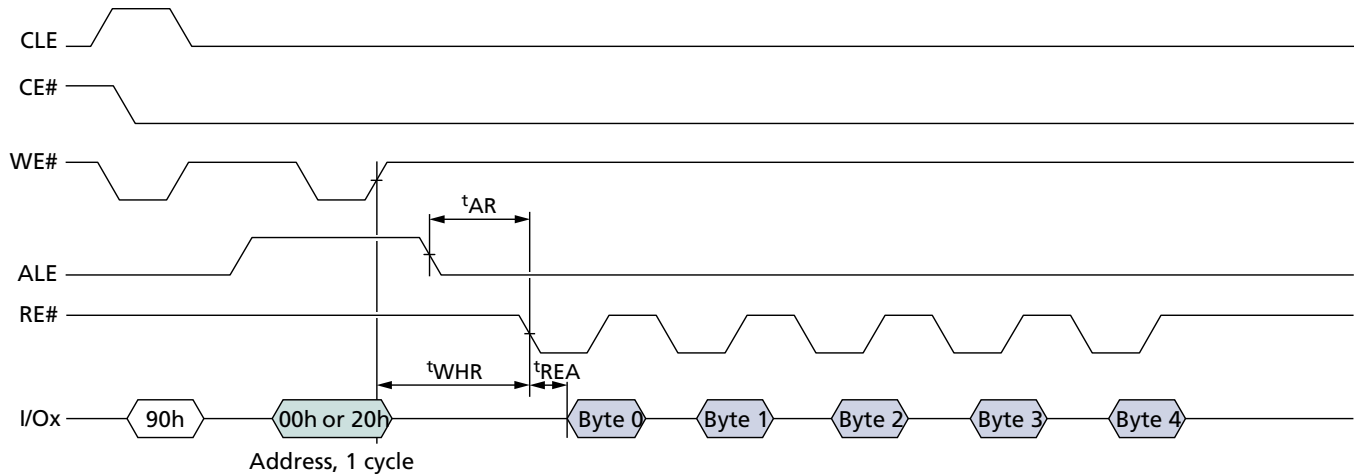 CLE
CE#
WE#
tAR
ALE
RE#
tWHR tREA
I/Ox 90h 00h or 20h Byte 0 Byte 1 Byte 2 Byte 3 Byte 4
Address, 1 cycle